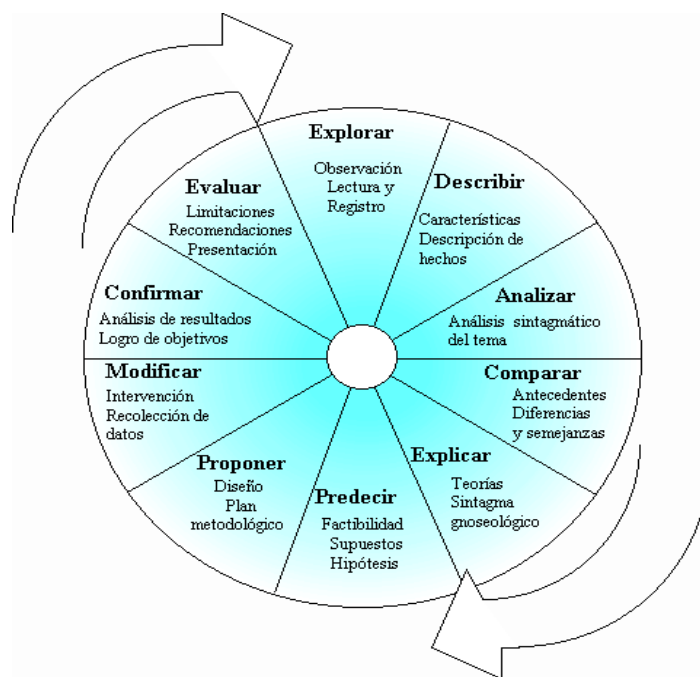 Explorar
Observación
Lectura y
Registro
Describir
Características
Descripción de
hechos
Analizar
Análisis sintagmático
del tema
Comparar
Antecedentes
Diferencias
y semejanzas
Explicar
Teorías
Sintagma
gnoseológico
Predecir
Factibilidad
Supuestos
Hipótesis
Proponer
Diseño
Plan
metodológico
Modificar
Intervención
Recolección de
datos
Confirmar
Análisis de resultados
Logro de objetivos
Evaluar
Limitaciones
Recomendaciones
Presentación